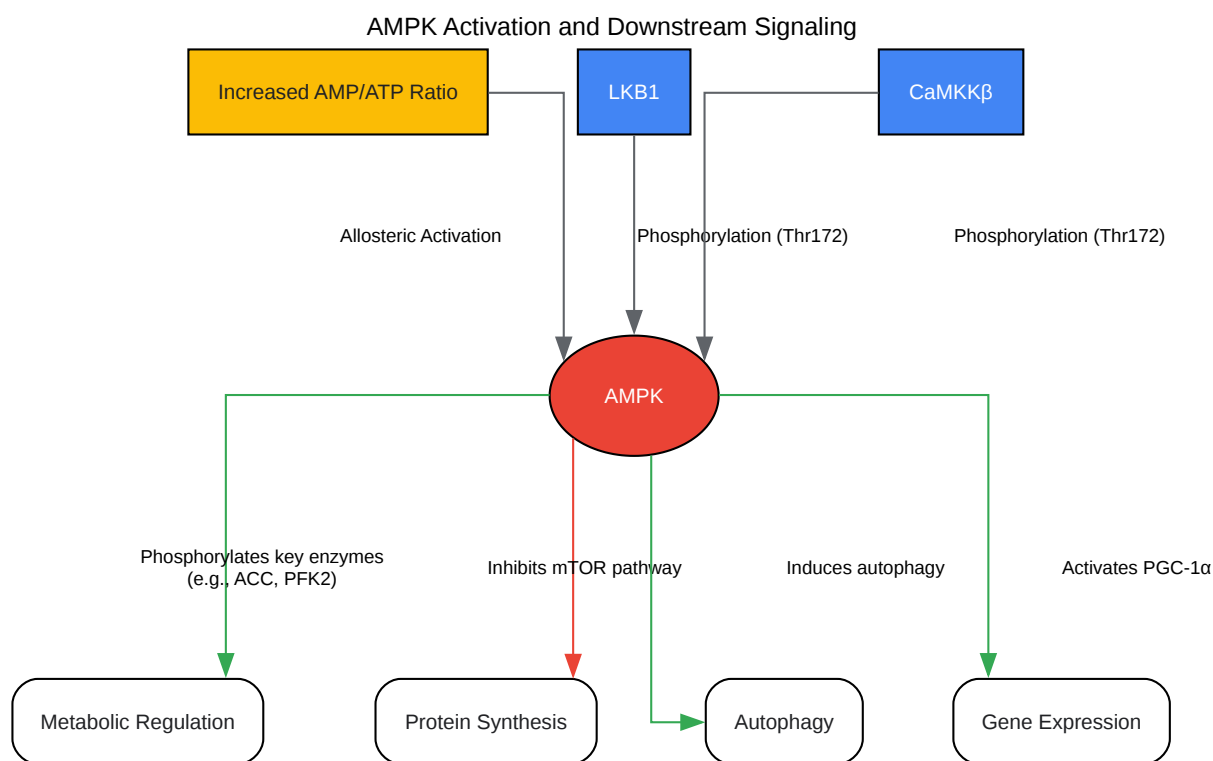 AMPK Activation and Downstream Signaling
Increased AMP/ATP Ratio
LKB1
CaMKKβ
Allosteric Activation
Phosphorylation (Thr172)
Phosphorylation (Thr172)
AMPK
Phosphorylates key enzymes
(e.g., ACC, PFK2)
Inhibits mTOR pathway
Induces autophagy
Activates PGC-1α
Metabolic Regulation
Protein Synthesis
Autophagy
Gene Expression